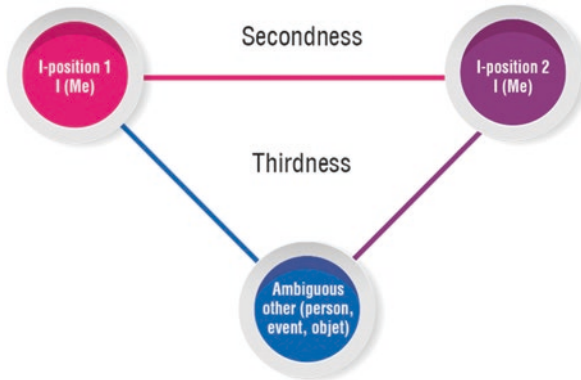 Secondness
I-position 1
I (Me)
I-position 2
I (Me)
Thirdness
Ambiguous
other (person,
event, objet)